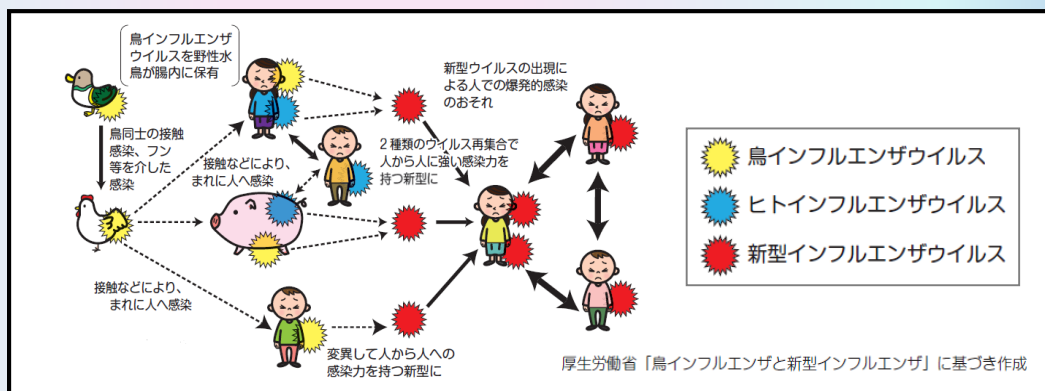 鳥インフルエンザ
ウイルスを野性水
鳥が腸内に保有
鳥同士の接触
感染、フン
等を介した
感染
接触などにより、
まれに人へ感染
接触などにより、
まれに人へ感染
変異して人から人への
感染力を持つ新型に
2種類のウイルス再集合で
人から人に強い感染力を
持つ新型に
新型ウイルスの出現に
よる人での爆発的感染
のおそれ
鳥インフルエンザウイルス
ヒトインフルエンザウイルス
新型インフルエンザウイルス
厚生労働省「鳥インフルエンザと新型インフルエンザ」に基づき作成